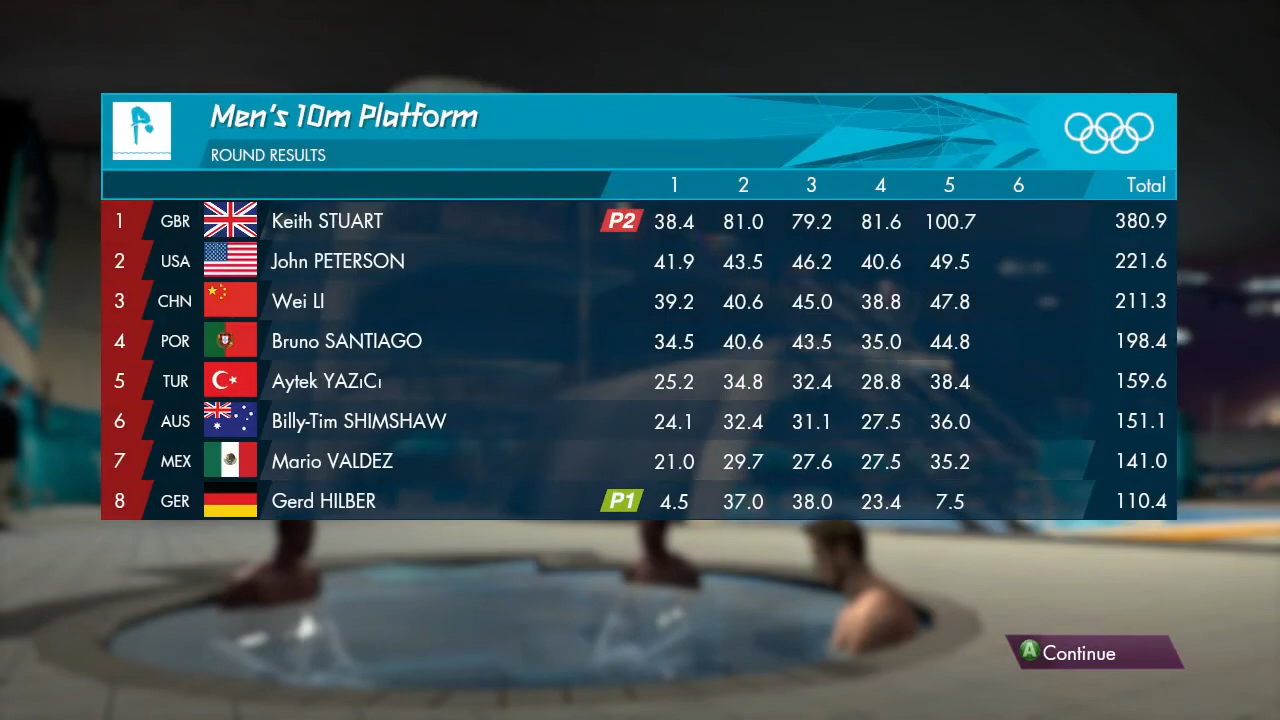 Men's 10m Platform
ROUND RESULTS
1 2 3 4 5 6 Total
1 GBR Keith STUART P2 38.4 81.0 79.2 81.6 100.7 380.9
2 USA John PETERSON 41.9 43.5 46.2 40.6 49.5 221.6
3 CHN Wei LI 39.2 40.6 45.0 38.8 47.8 211.3
4 POR Bruno SANTIAGO 34.5 40.6 43.5 35.0 44.8 198.4
5 TUR Aytek YAZıCı 25.2 34.8 32.4 28.8 38.4 159.6
6 AUS Billy-Tim SHIMSHAW 24.1 32.4 31.1 27.5 36.0 151.1
7 MEX Mario VALDEZ 21.0 29.7 27.6 27.5 35.2 141.0
8 GER Gerd HILBER P1 4.5 37.0 38.0 23.4 7.5 110.4
A Continue